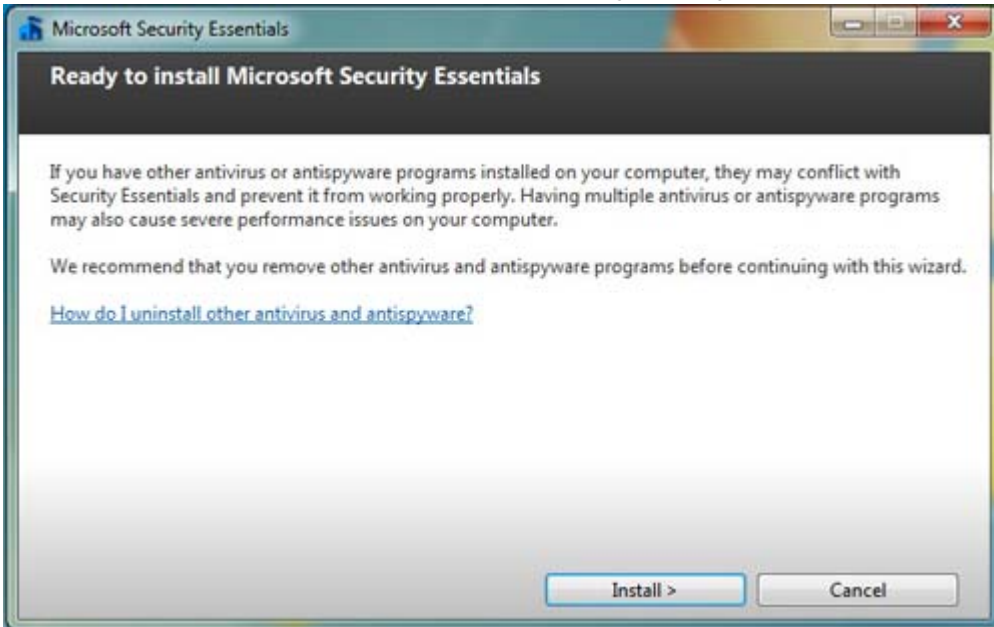 Microsoft Security Essentials
Ready to install Microsoft Security Essentials
If you have other antivirus or antispyware programs installed on your computer, they may conflict with
Security Essentials and prevent it from working properly. Having multiple antivirus or antispyware programs
may also cause severe performance issues on your computer.
We recommend that you remove other antivirus and antispyware programs before continuing with this wizard.
How do I uninstall other antivirus and antispyware?
Install >
Cancel